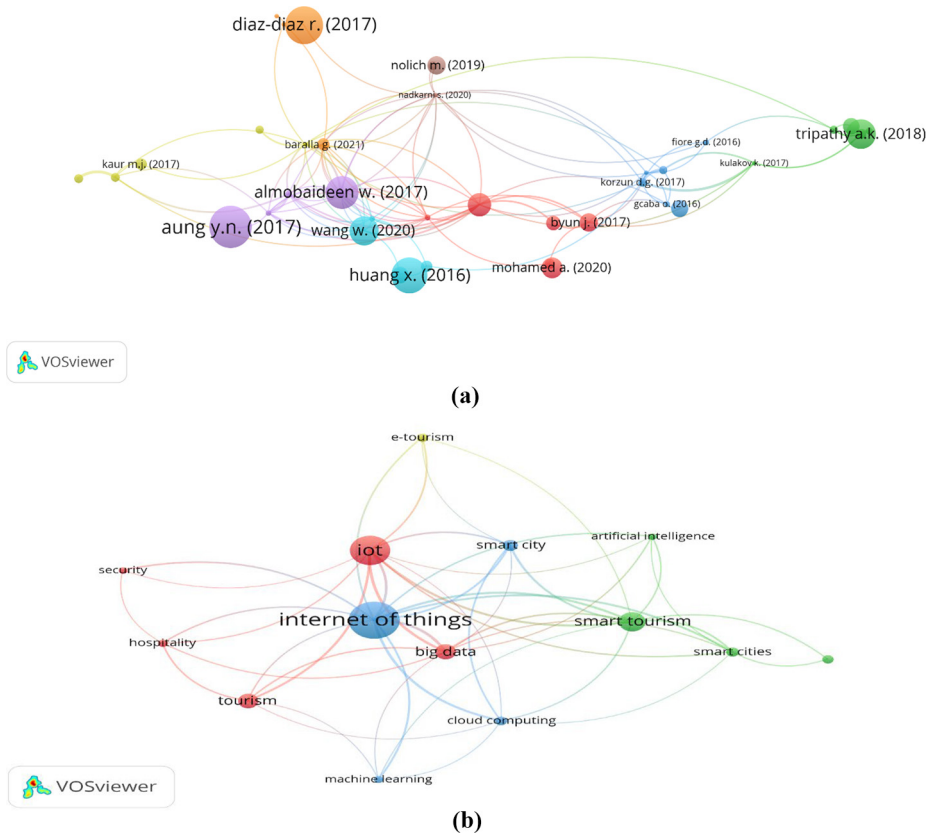 diaz-diaz r. (2017)
nolich m. (2019)
nadkarni s. (2020)
tripathy a.k. (2018)
fiore g.d. (2016)
baralla g. (2021)
kaur m.j. (2017)
kulakov k. (2017)
korzun d.g. (2017)
almobaideen w. (2017)
gcaba o. (2016)
aung y.n. (2017)
wang w. (2020)
byun j. (2017)
huang x. (2016)
mohamed a. (2020)
VOSviewer
(a)
e-tourism
artificial intelligence
smart city
iot
security
internet of things
smart tourism
hospitality
big data
smart cities
tourism
cloud computing
machine learning
VOSviewer
(b)